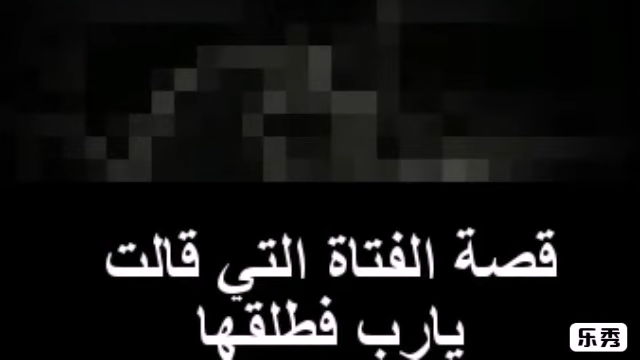 قصة الفتاة التي قالت
يارب فطلقها
乐秀